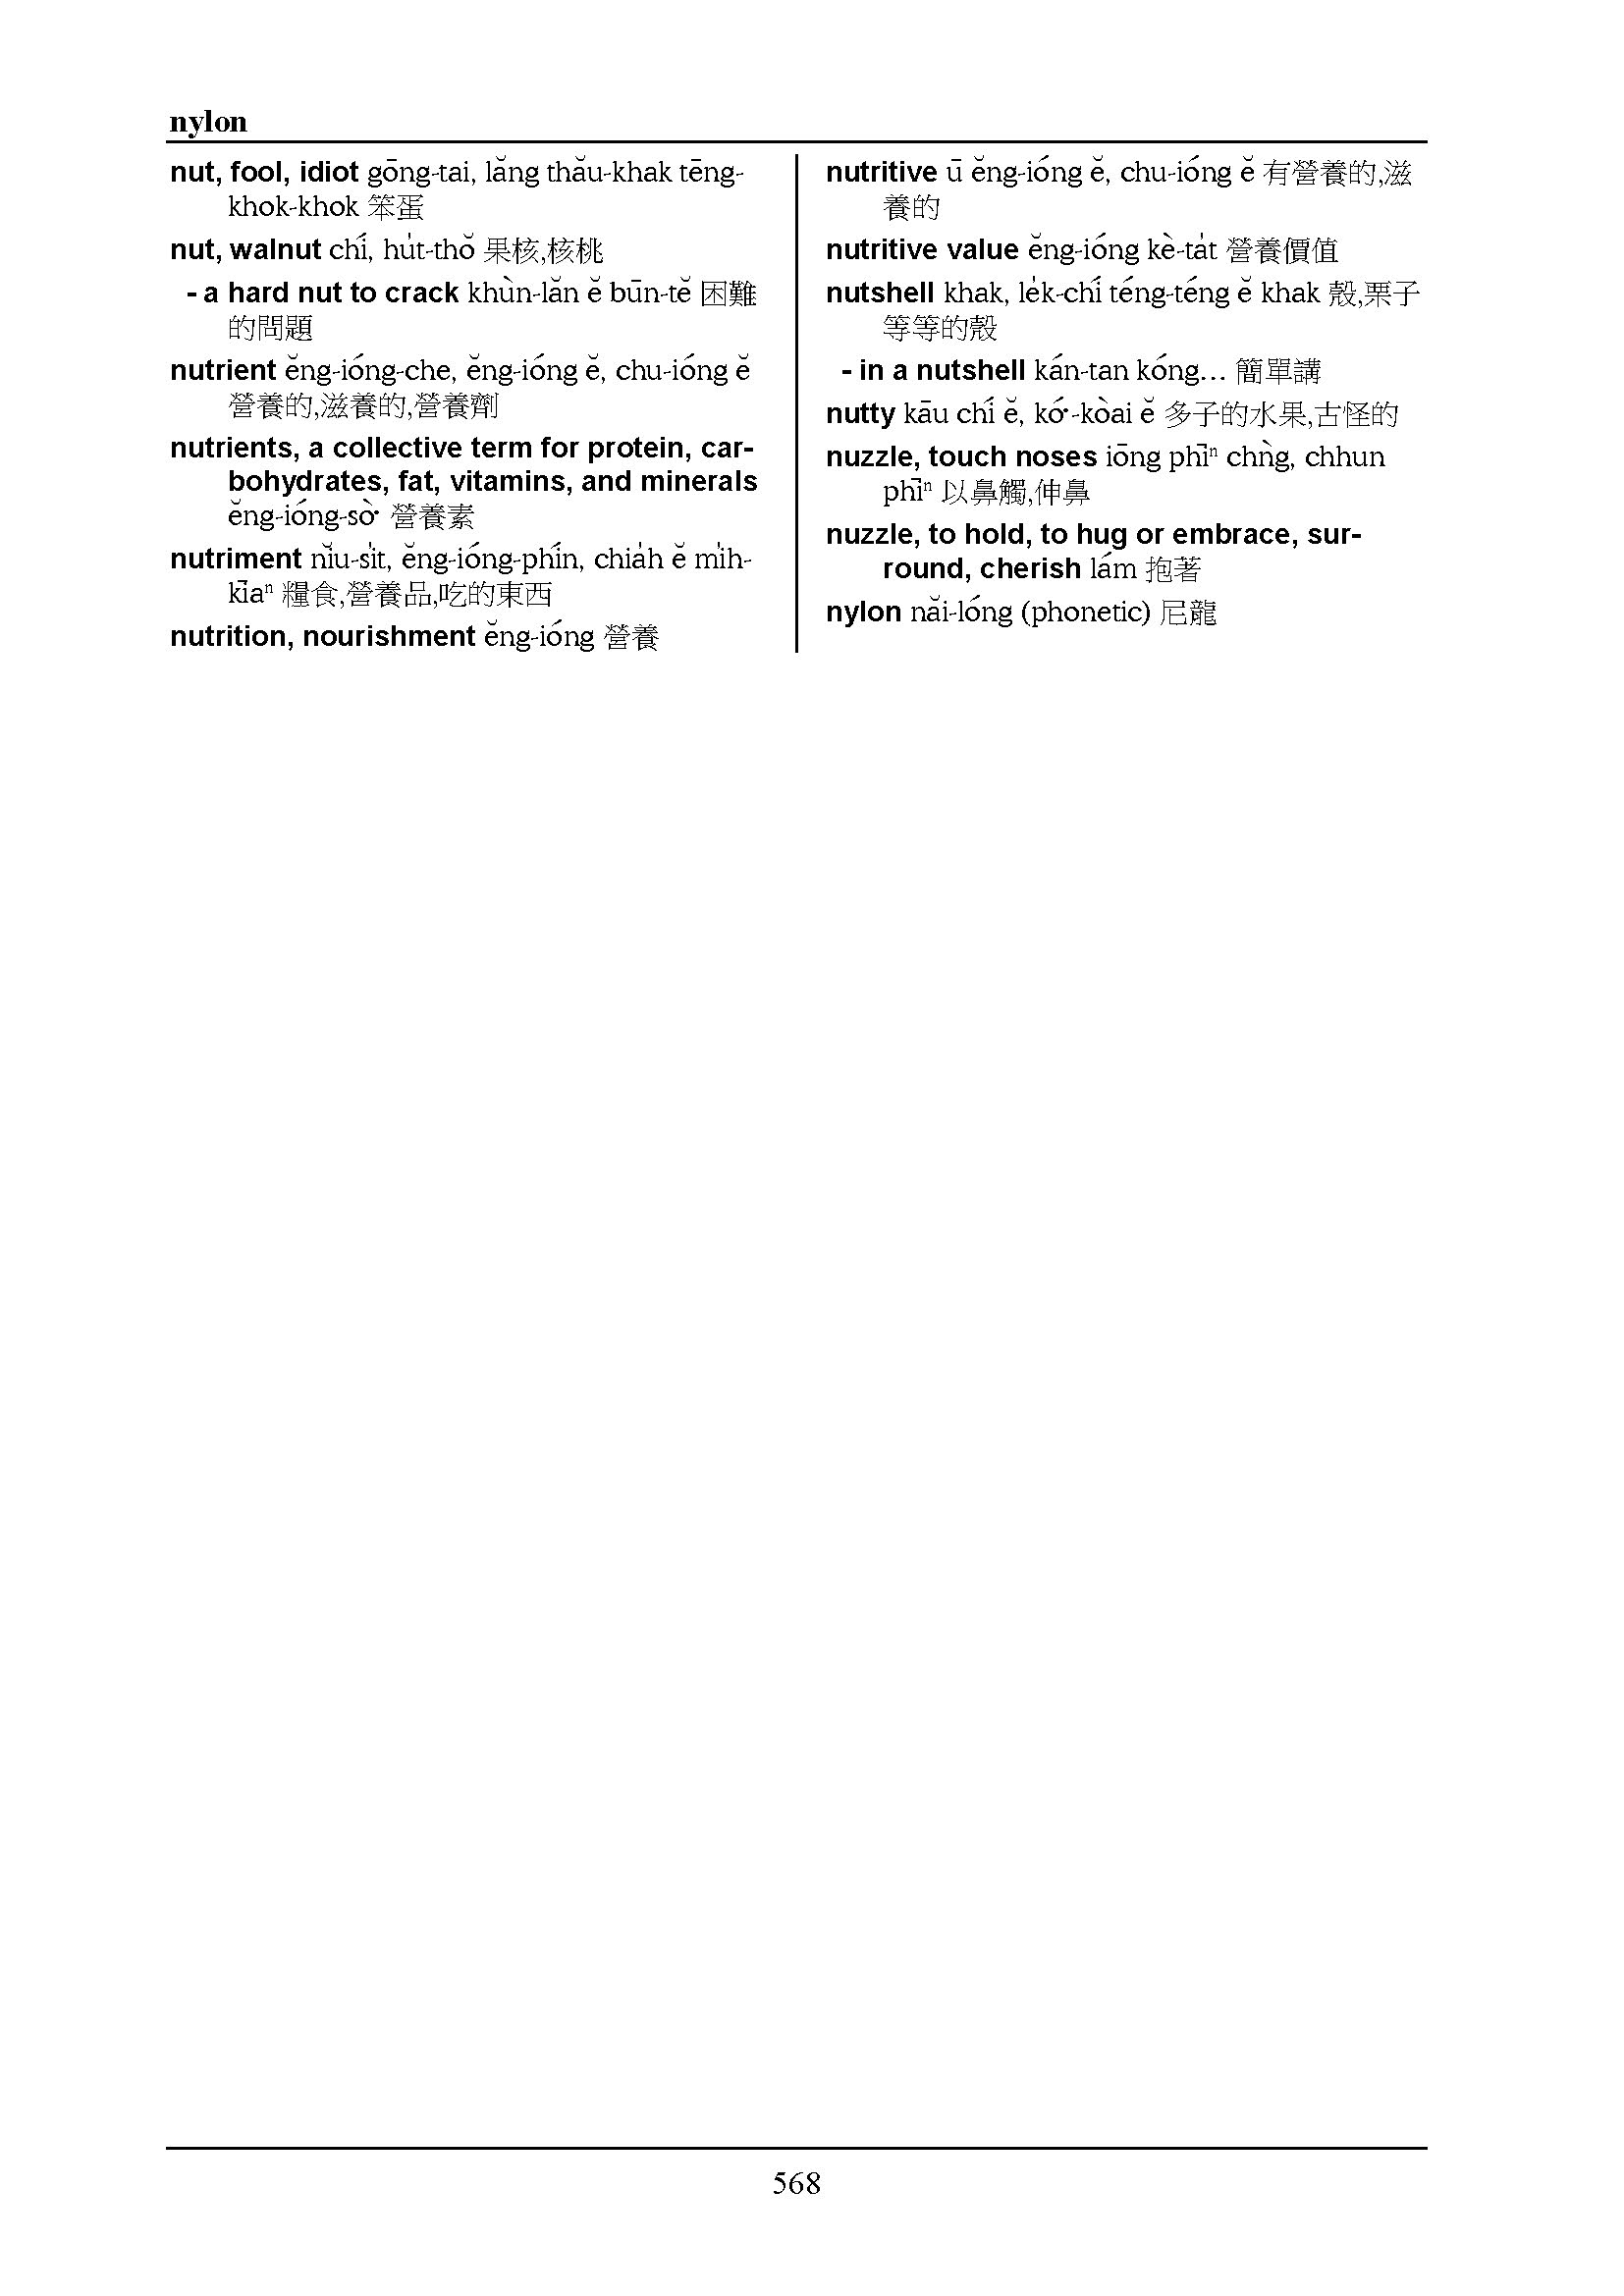 nylon
nut, fool, idiot gōng-tai, lăng thău-khak tēng-
khok-khok 笨蛋
nut, walnut chí, hu̍t-thŏ 果核,核桃
- a hard nut to crack khùn-lăn ĕ būn-tĕ 困難
的問題
nutrient ĕng-ióng-che, ĕng-ióng ĕ, chu-ióng ĕ
營養的,滋養的,營養劑
nutrients, a collective term for protein, car-
bohydrates, fat, vitamins, and minerals
ĕng-ióng-sò͘ 營養素
nutriment nĭu-si̍t, ĕng-ióng-phín, chia̍h ĕ mi̍h-
kīaⁿ 糧食,營養品,吃的東西
nutrition, nourishment ĕng-ióng 營養
nutritive ū ĕng-ióng ĕ, chu-ióng ĕ 有營養的,滋
養的
nutritive value ĕng-ióng kè-ta̍t 營養價值
nutshell khak, le̍k-chí téng-téng ĕ khak 殼,栗子
等等的殼
- in a nutshell kán-tan kóng… 簡單講
nutty kāu chí ĕ, kó͘-kòai ĕ 多子的水果,古怪的
nuzzle, touch noses iōng phīⁿ chǹg, chhun
phīⁿ 以鼻觸,伸鼻
nuzzle, to hold, to hug or embrace, sur-
round, cherish lám 抱著
nylon năi-lóng (phonetic) 尼龍
568